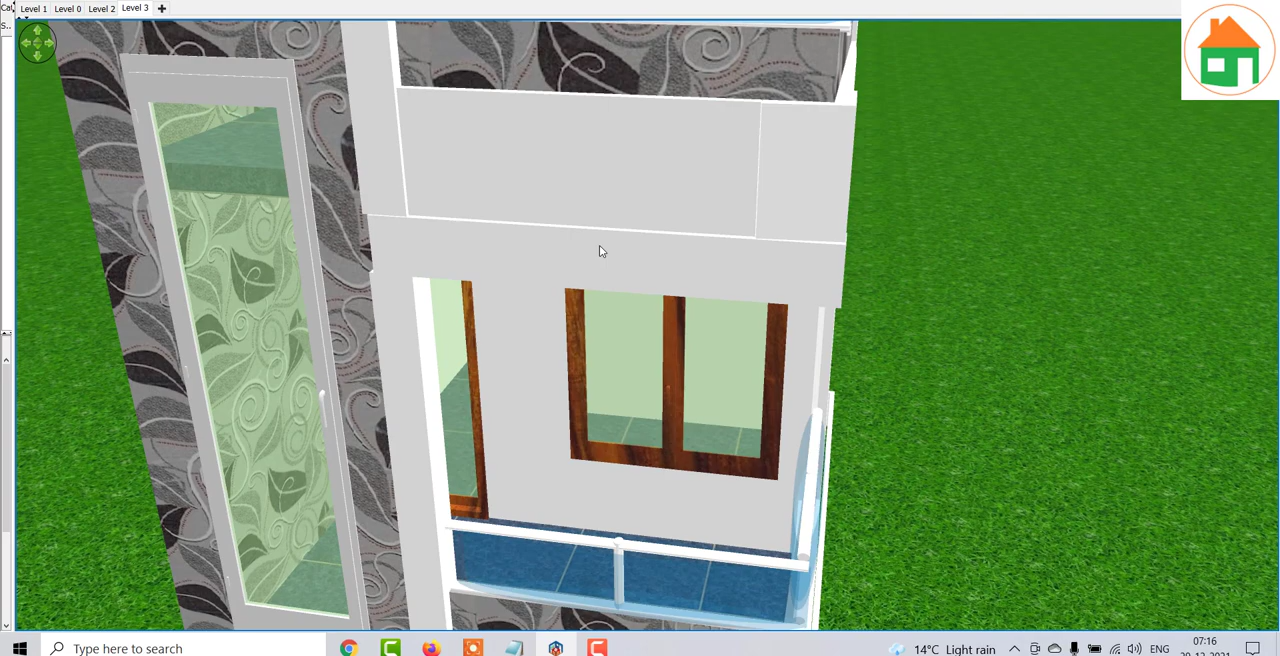 Level 1 Level 0 Level 2 Level 3
Type here to search
14°C Light rain
ENG
07:16